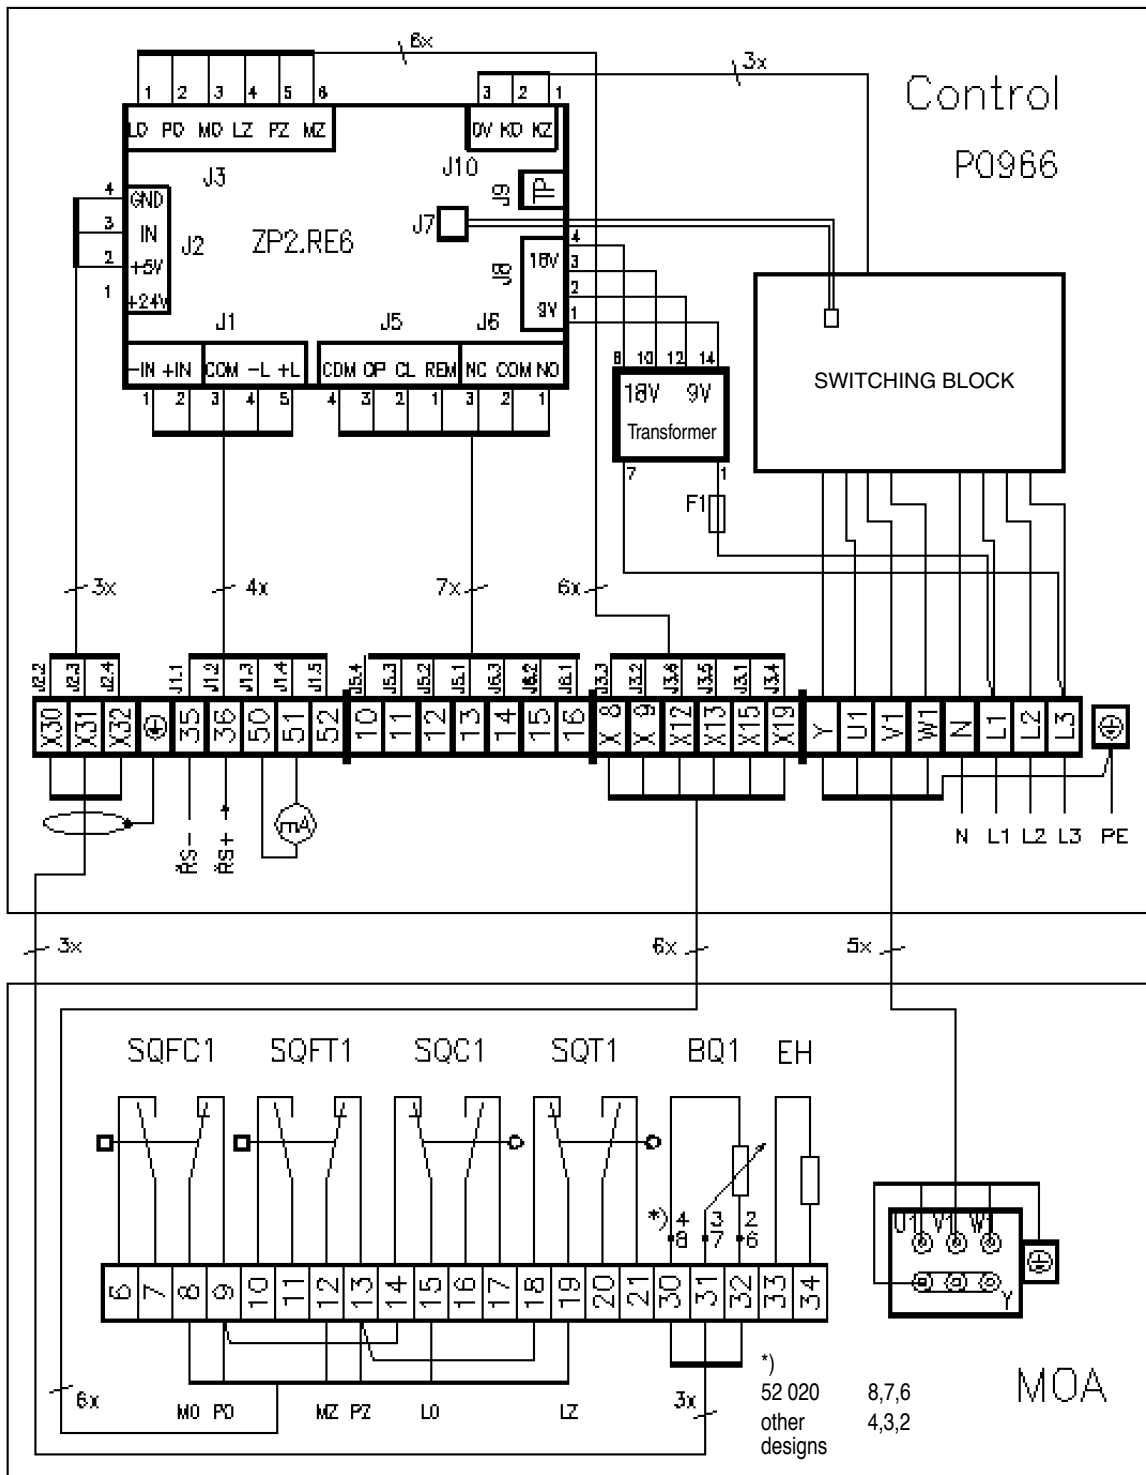 6x
3x
Control
P0966
1 2 3 4 5 6
3 2 1
LO PO MO LZ PZ MZ
0V KO KZ
J3
J10
J9
TP
4
GND
3
IN
J2
2
+5V
1
+24V
ZP2.RE6
J7
J8
18V
9V
4
3
2
1
J1
J5
J6
-IN +IN COM -L +L
COM OP CL REM NC COM NO
1 2 3 4 5
4 3 2 1 3 2 1
8 10 12 14
18V 9V
Transformer
7 1
F1
SWITCHING BLOCK
3x
4x
7x
6x
J2.2 J2.3 J2.4 J1.1 J1.2 J1.3 J1.4 J1.5 J5.4 J5.3 J5.2 J5.1 J6.3 J6.2 J6.1 J3.3 J3.2 J3.6 J3.5 J3.1 J3.4
X30 X31 X32 35 36 50 51 52 10 11 12 13 14 15 16 X8 X9 X12 X13 X15 X19 Y U1 V1 W1 N L1 L2 L3
RS- RS+
mA
N L1 L2 L3 PE
3x
6x
5x
SQFC1 SQFT1 SQC1 SQT1 BQ1 EH
*) 4 3 2
8 7 6
U1 V1 W1
Y
6 7 8 9 10 11 12 13 14 15 16 17 18 19 20 21 30 31 32 33 34
6x
MO PO MZ PZ LO LZ
3x
*)
52 020 8,7,6
other 4,3,2
designs
MOA